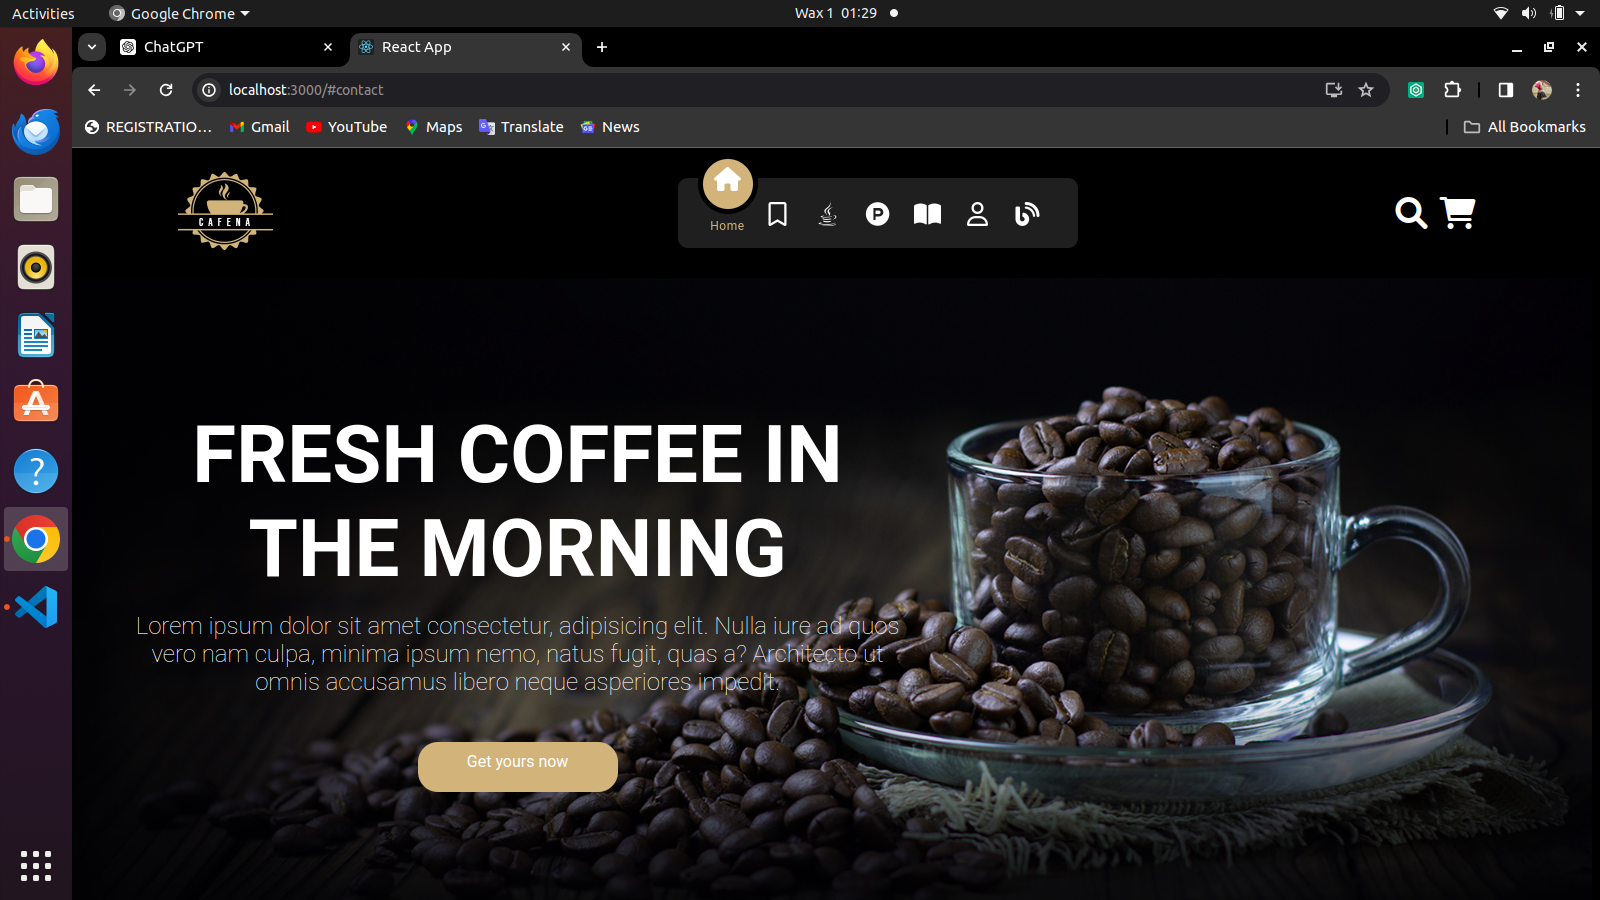 Activities
Google Chrome
Wax 1 01:29
ChatGPT
React App
localhost:3000/#contact
REGISTRATIO...
Gmail
YouTube
Maps
Translate
News
All Bookmarks
CAFENA
Home
FRESH COFFEE IN
THE MORNING
Lorem ipsum dolor sit amet consectetur, adipisicing elit. Nulla iure ad quos
vero nam culpa, minima ipsum nemo, natus fugit, quas a? Architecto ut
omnis accusamus libero neque asperiores impedit.
Get yours now